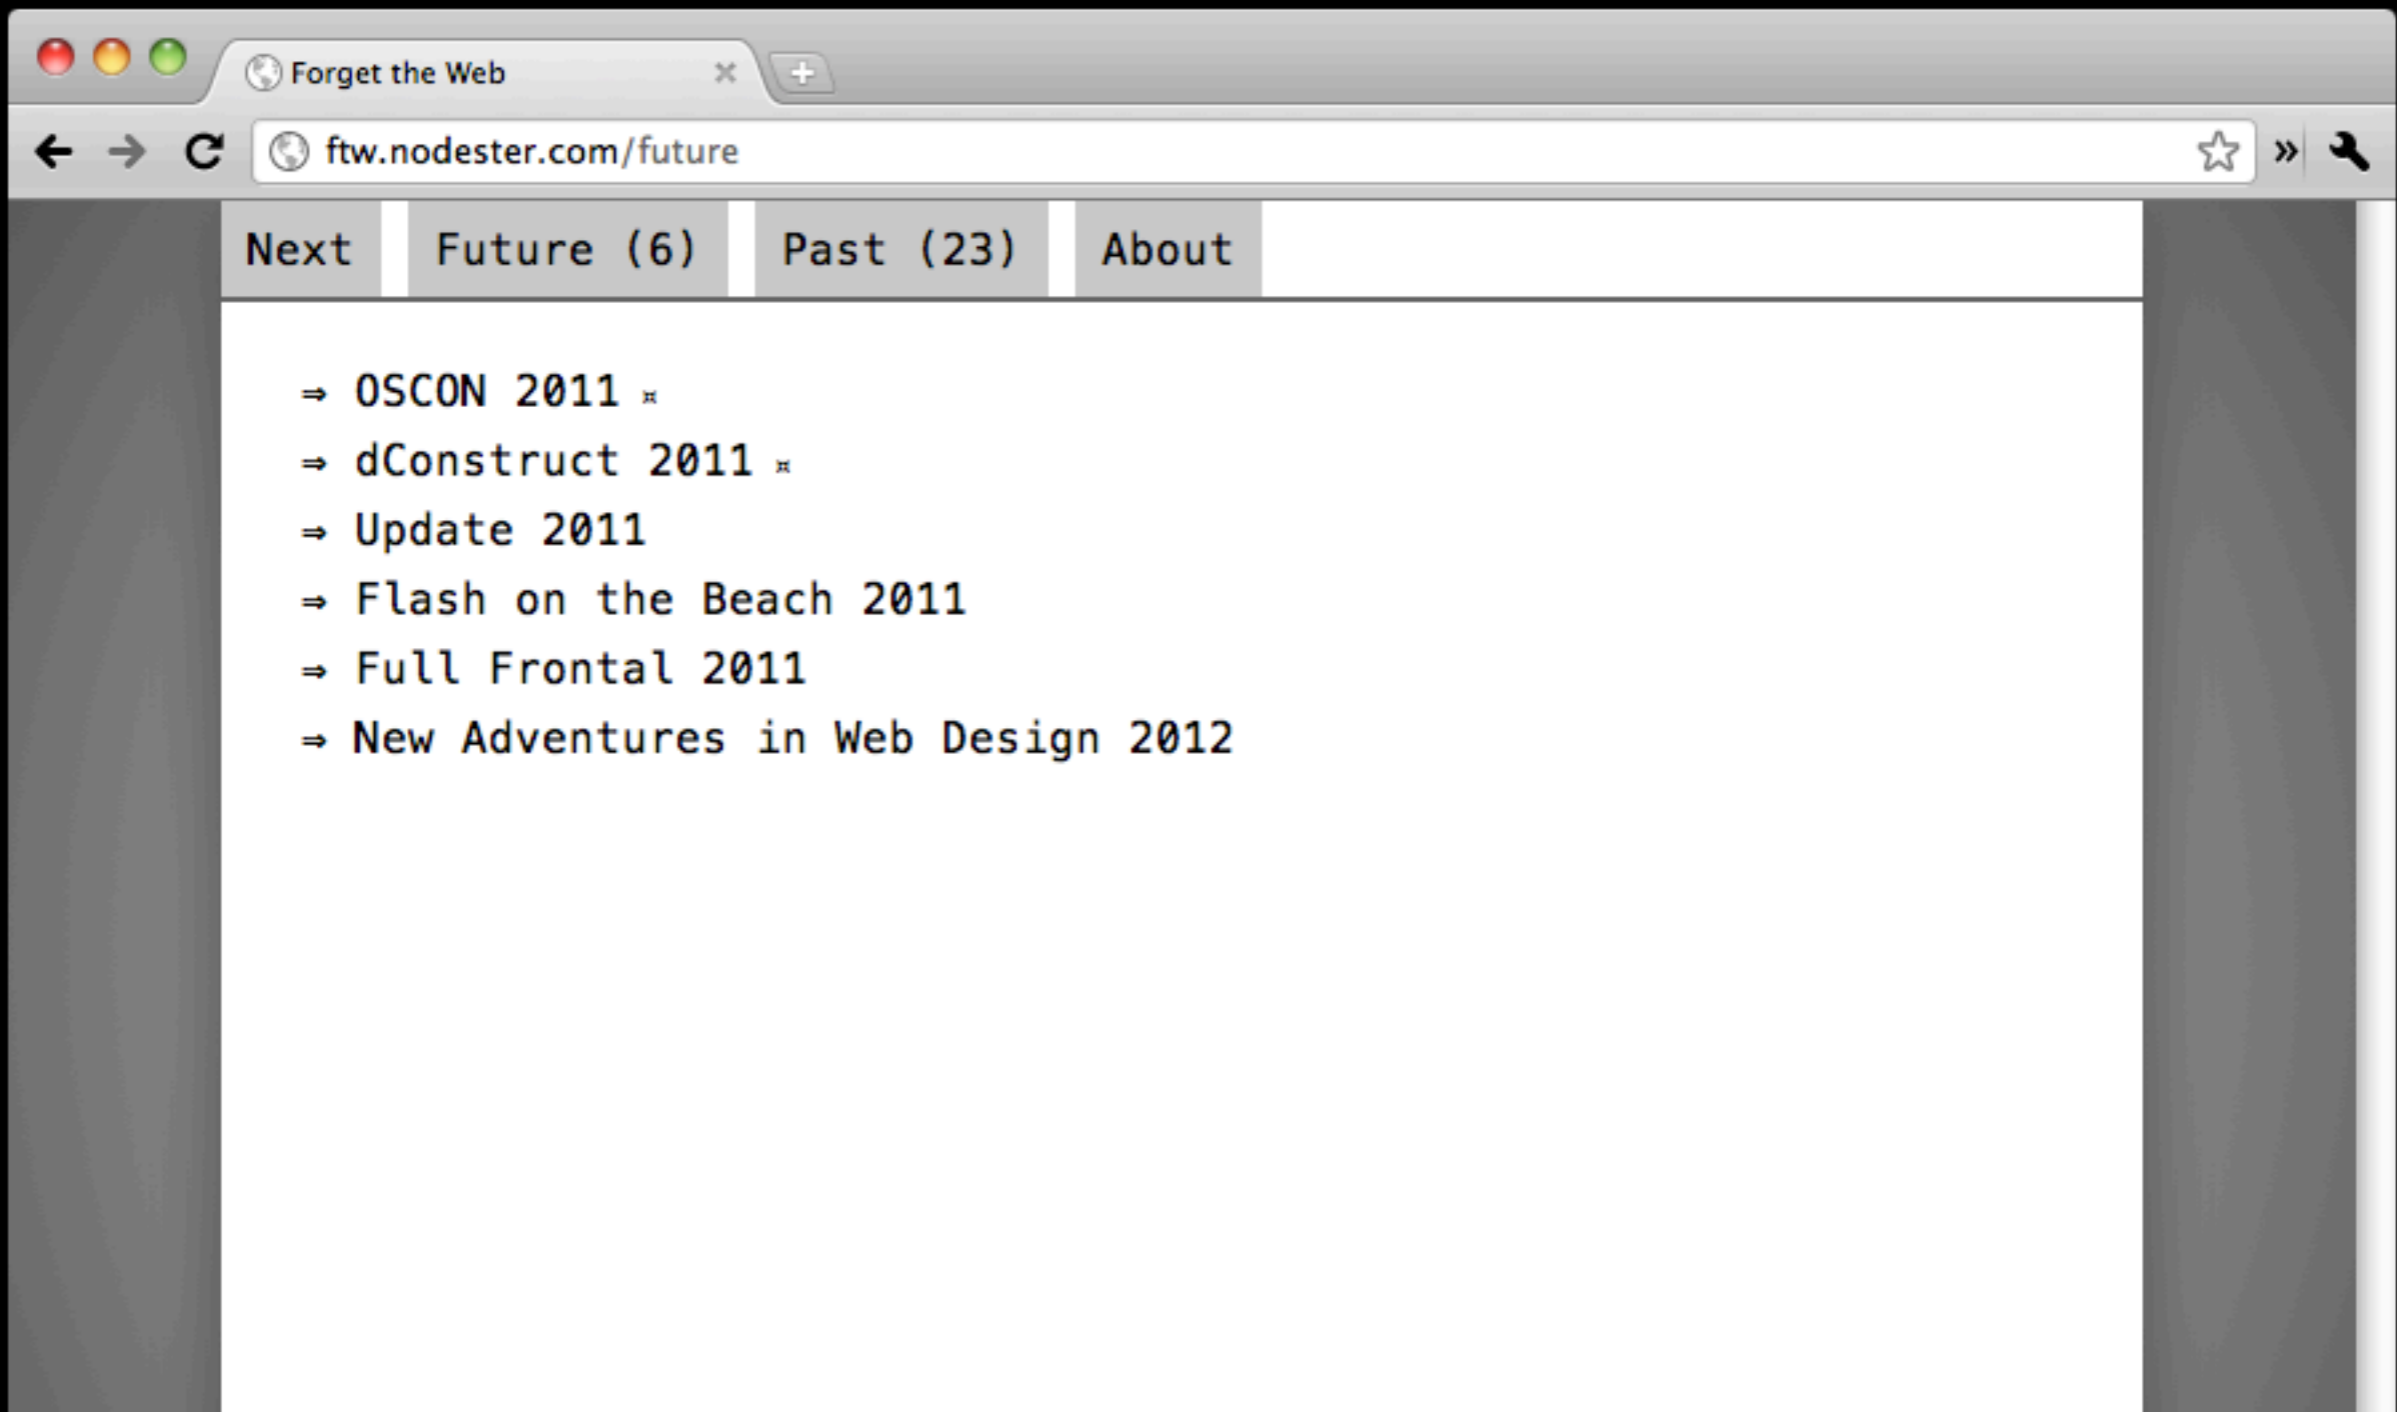 Forget the Web
ftw.nodester.com/future
Next Future (6) Past (23) About
⇒ OSCON 2011 ¤
⇒ dConstruct 2011 ¤
⇒ Update 2011
⇒ Flash on the Beach 2011
⇒ Full Frontal 2011
⇒ New Adventures in Web Design 2012